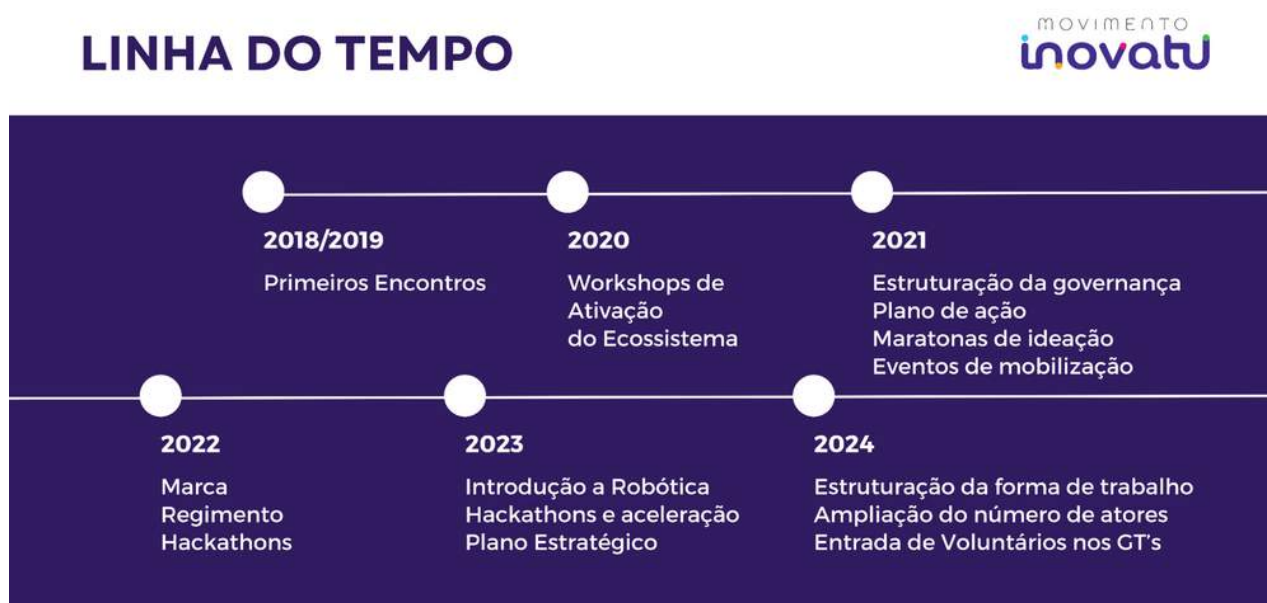 LINHA DO TEMPO
MOVIMENTO
inovatu
2018/2019
Primeiros Encontros
2020
Workshops de
Ativação
do Ecossistema
2021
Estruturação da governança
Plano de ação
Maratonas de ideação
Eventos de mobilização
2022
Marca
Regimento
Hackathons
2023
Introdução a Robótica
Hackathons e aceleração
Plano Estratégico
2024
Estruturação da forma de trabalho
Ampliação do número de atores
Entrada de Voluntários nos GT’s